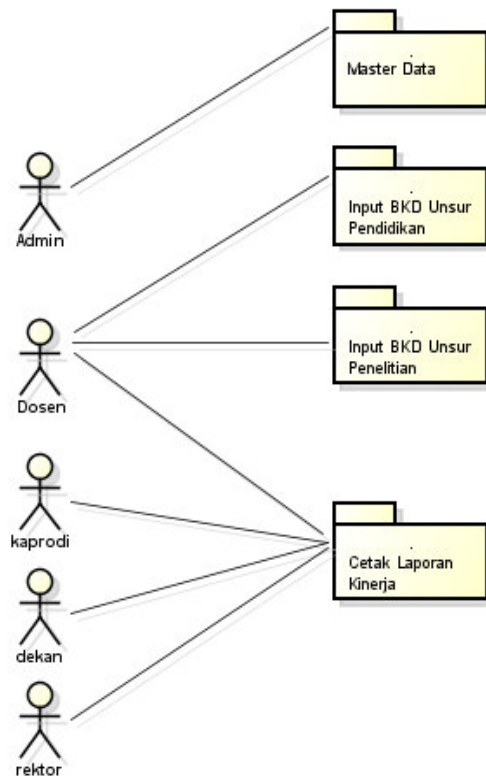 Master Data
Admin
Input BKD Unsur
Pendidikan
Dosen
Input BKD Unsur
Penelitian
kaprodi
Cetak Laporan
Kinerja
dekan
rektor